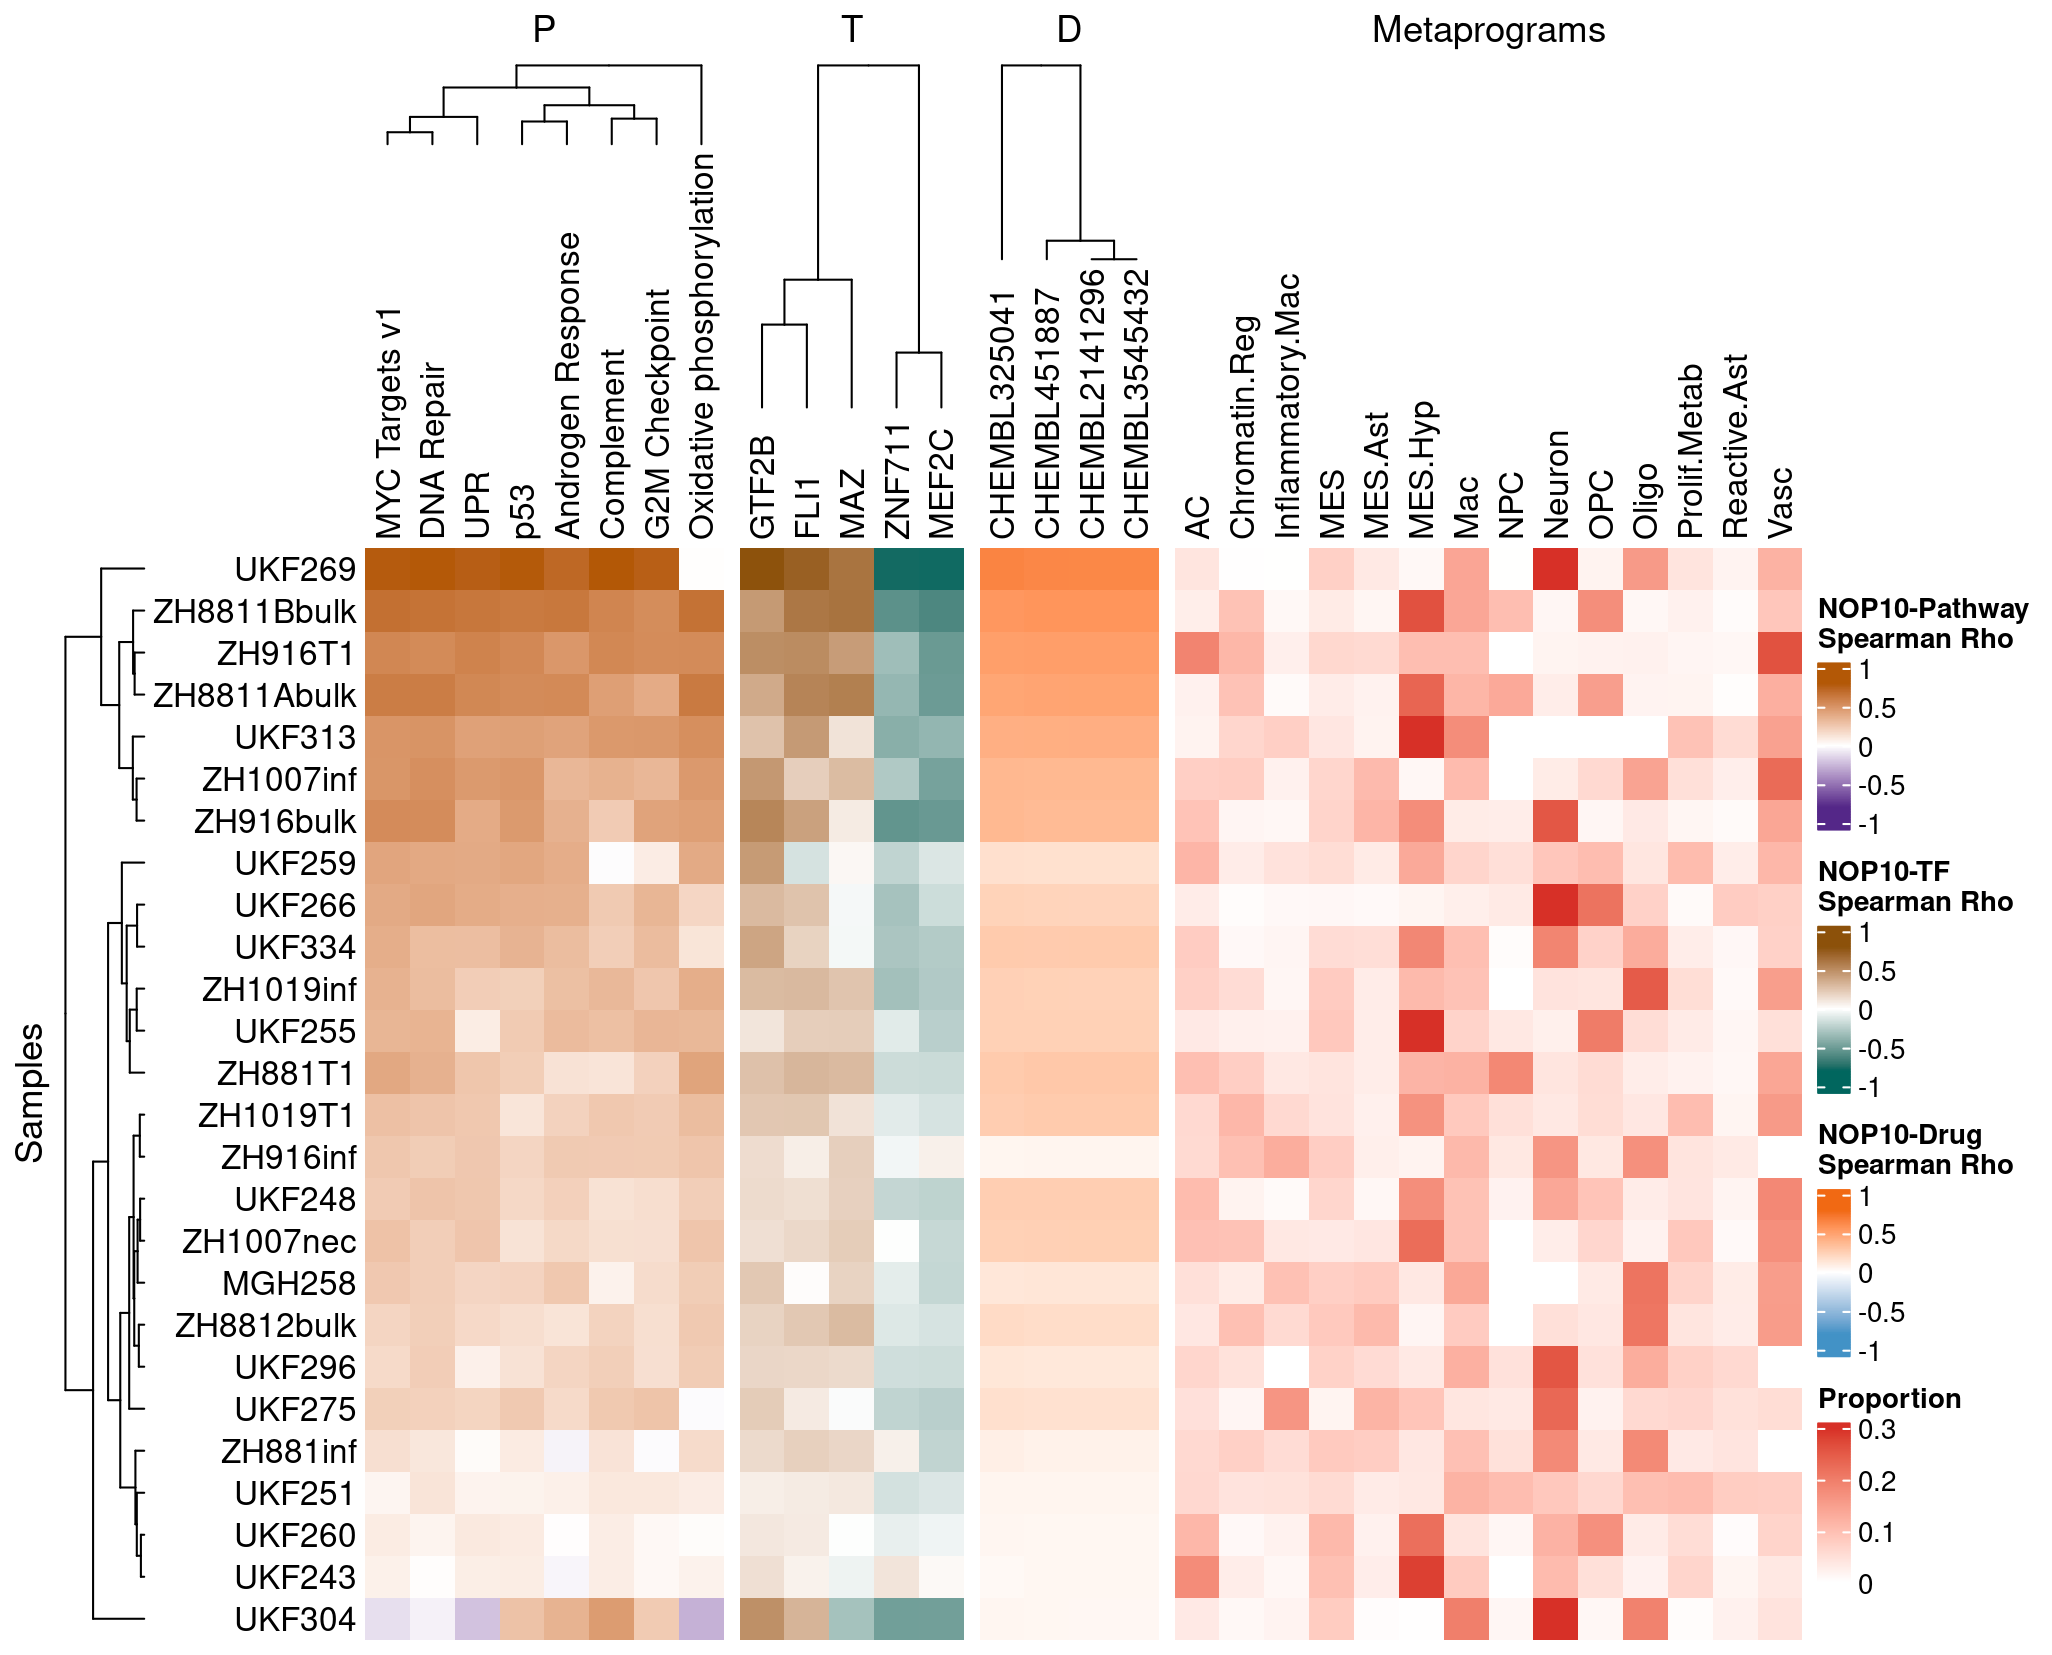 P
T
D
Metaprograms
MYC Targets v1
DNA Repair
UPR
p53
Androgen Response
Complement
G2M Checkpoint
Oxidative phosphorylation
GTF2B
FLI1
MAZ
ZNF711
MEF2C
CHEMBL325041
CHEMBL451887
CHEMBL2141296
CHEMBL3545432
AC
Chromatin.Reg
Inflammatory.Mac
MES
MES.Ast
MES.Hyp
Mac
NPC
Neuron
OPC
Oligo
Prolif.Metab
Reactive.Ast
Vasc
Samples
UKF269
ZH8811Bbulk
ZH916T1
ZH8811Abulk
UKF313
ZH1007inf
ZH916bulk
UKF259
UKF266
UKF334
ZH1019inf
UKF255
ZH881T1
ZH1019T1
ZH916inf
UKF248
ZH1007nec
MGH258
ZH8812bulk
UKF296
UKF275
ZH881inf
UKF251
UKF260
UKF243
UKF304
NOP10-Pathway
Spearman Rho
1
0.5
0
-0.5
-1
NOP10-TF
Spearman Rho
1
0.5
0
-0.5
-1
NOP10-Drug
Spearman Rho
1
0.5
0
-0.5
-1
Proportion
0.3
0.2
0.1
0